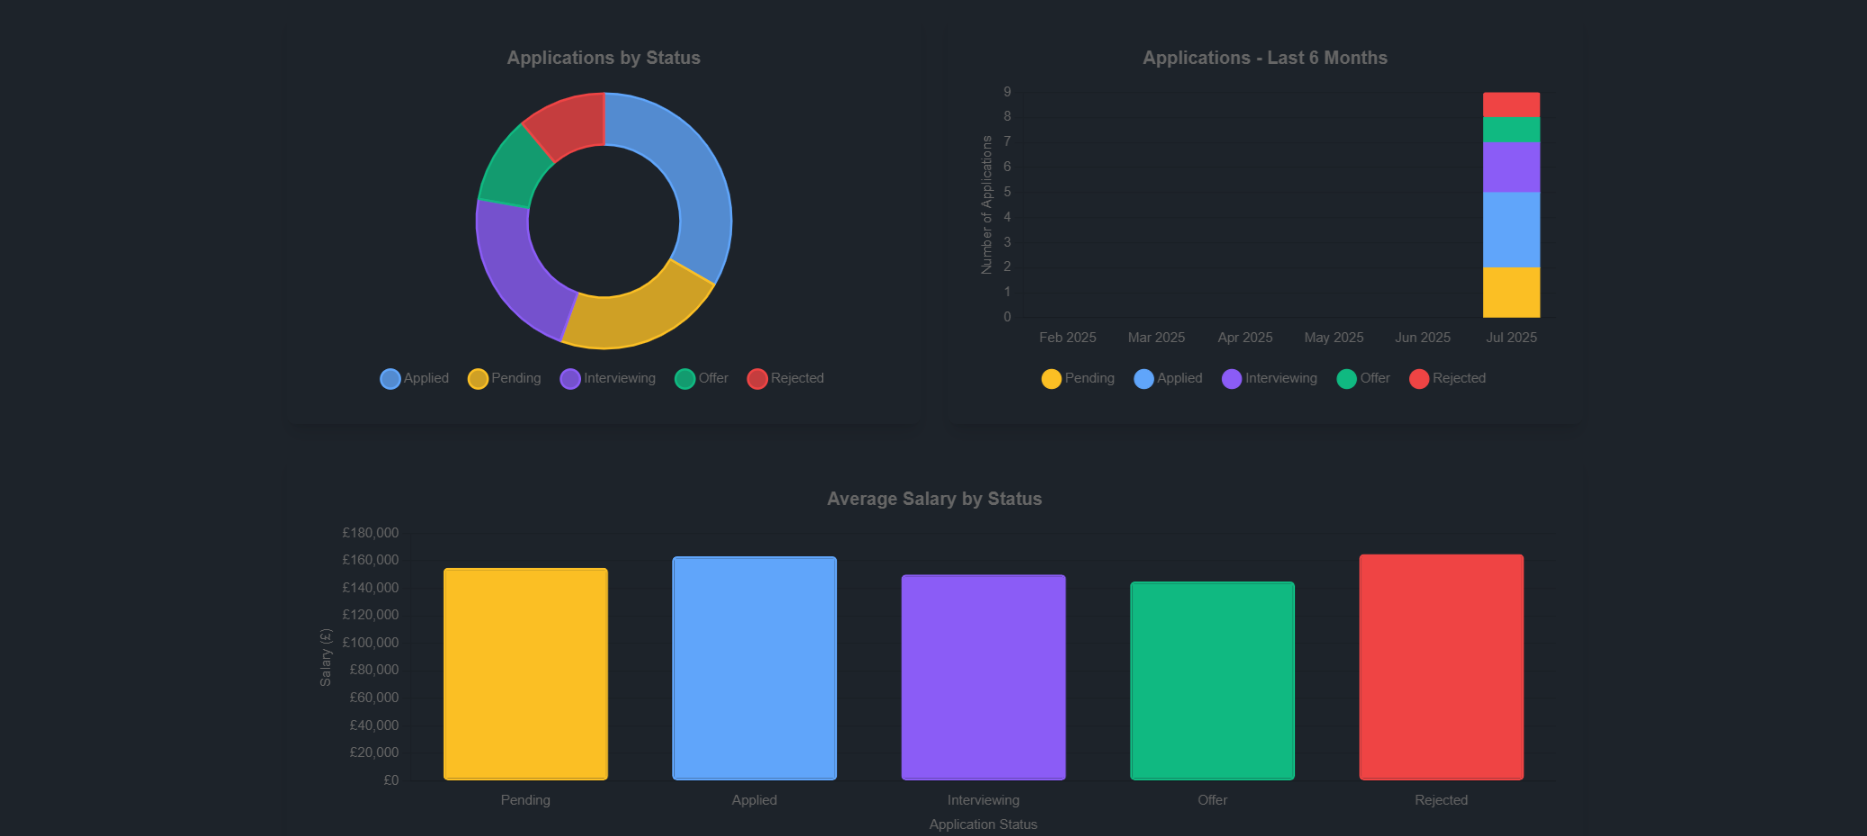 Applications by Status
Applied Pending Interviewing Offer Rejected
Applications - Last 6 Months
Number of Applications
9
8
7
6
5
4
3
2
1
0
Feb 2025 Mar 2025 Apr 2025 May 2025 Jun 2025 Jul 2025
Pending Applied Interviewing Offer Rejected
Average Salary by Status
Salary (£)
£180,000
£160,000
£140,000
£120,000
£100,000
£80,000
£60,000
£40,000
£20,000
£0
Pending Applied Interviewing Offer Rejected
Application Status